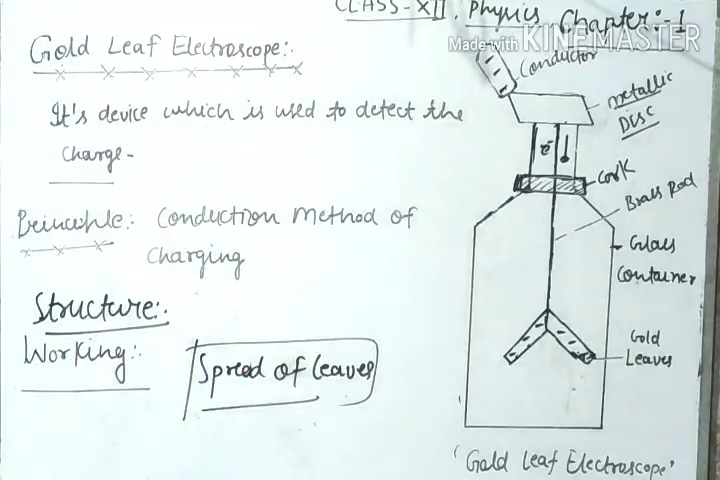 CLASS-XII, Physics Chapter:-1
Made with KINEMASTER
Gold Leaf Electroscope:-
It's device which is used to detect the
charge-
Principle:- Conduction Method of
Charging
Structure:-
Working:-
Spread of leaves
Conductor
metallic
DISC
e-
Cork
Brass Rod
Glass
Container
Gold
Leaves
'Gold Leaf Electroscope'